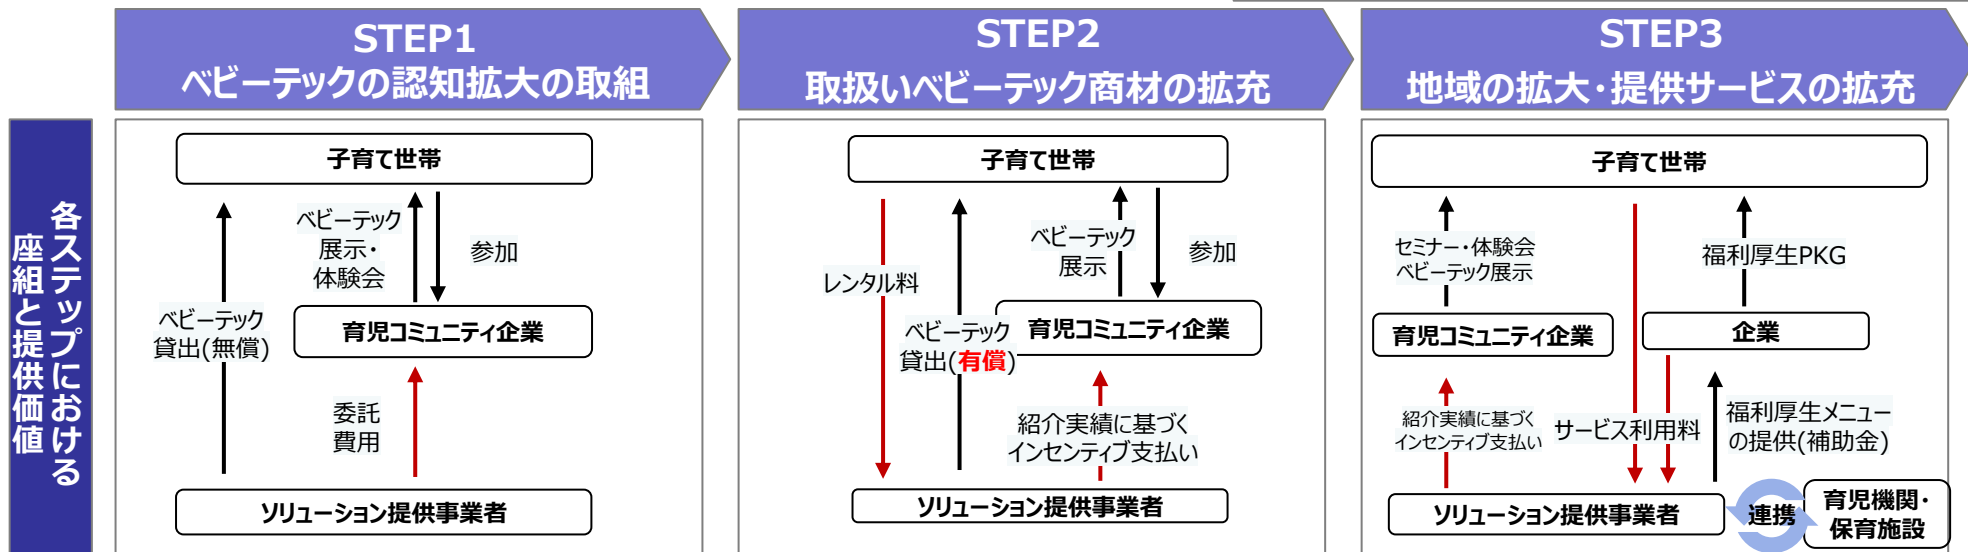 STEP1
ベビーテックの認知拡大の取組
STEP2
取扱いベビーテック商材の拡充
STEP3
地域の拡大・提供サービスの拡充
各ステップにおける
座組と提供価値
子育て世帯
ベビーテック
展示・
体験会
参加
育児コミュニティ企業
ベビーテック
貸出(無償)
委託
費用
ソリューション提供事業者
子育て世帯
レンタル料
ベビーテック
展示
参加
育児コミュニティ企業
ベビーテック
貸出(有償)
紹介実績に基づく
インセンティブ支払い
ソリューション提供事業者
子育て世帯
セミナー・体験会
ベビーテック展示
福利厚生PKG
育児コミュニティ企業
企業
紹介実績に基づく
インセンティブ支払い
サービス利用料
福利厚生メニュー
の提供(補助金)
ソリューション提供事業者
連携
育児機関・
保育施設